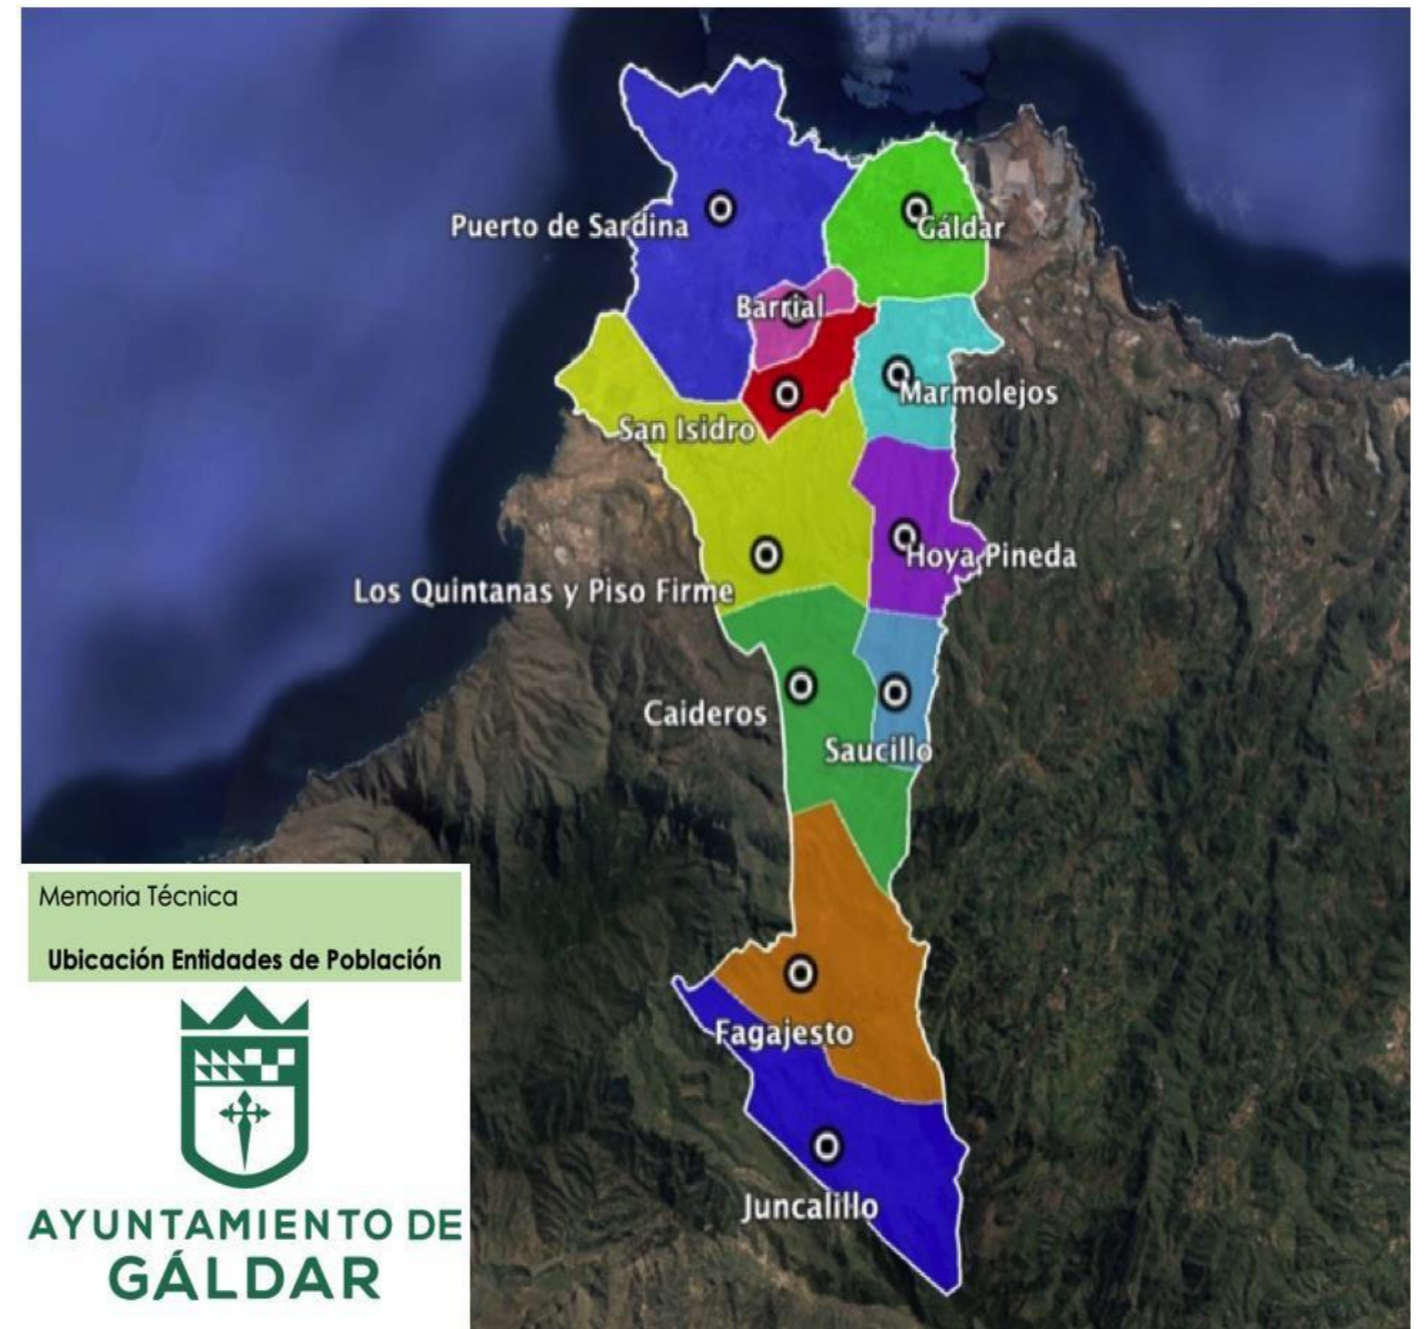 Puerto de Sardina
Gáldar
Barrial
Marmolejos
San Isidro
Hoya Pineda
Los Quintanas y Piso Firme
Caideros
Saucillo
Fagajesto
Juncalillo
Memoria Técnica
Ubicación Entidades de Población
AYUNTAMIENTO DE
GÁLDAR